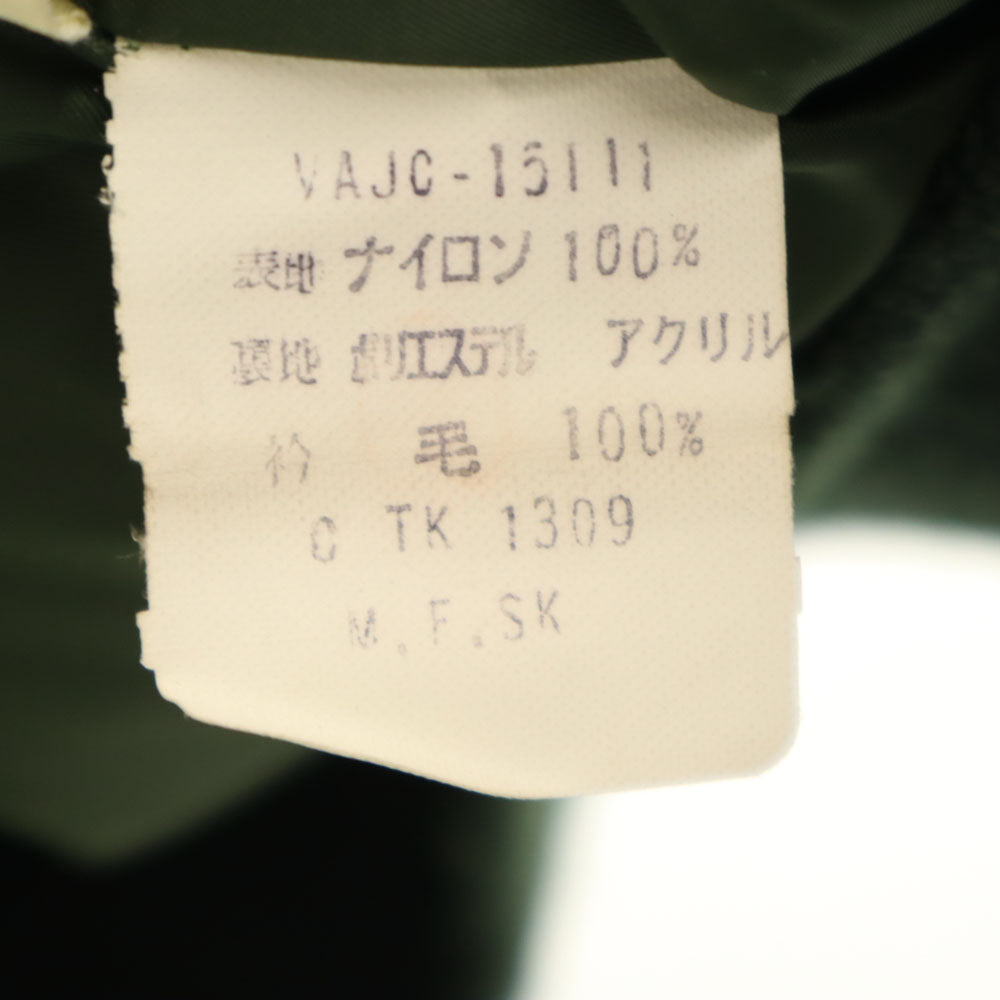 VAJC-15111
表地 ナイロン 100%
裏地 ポリエステル アクリル
衿 毛 100%
C TK 1309
M.F.SK